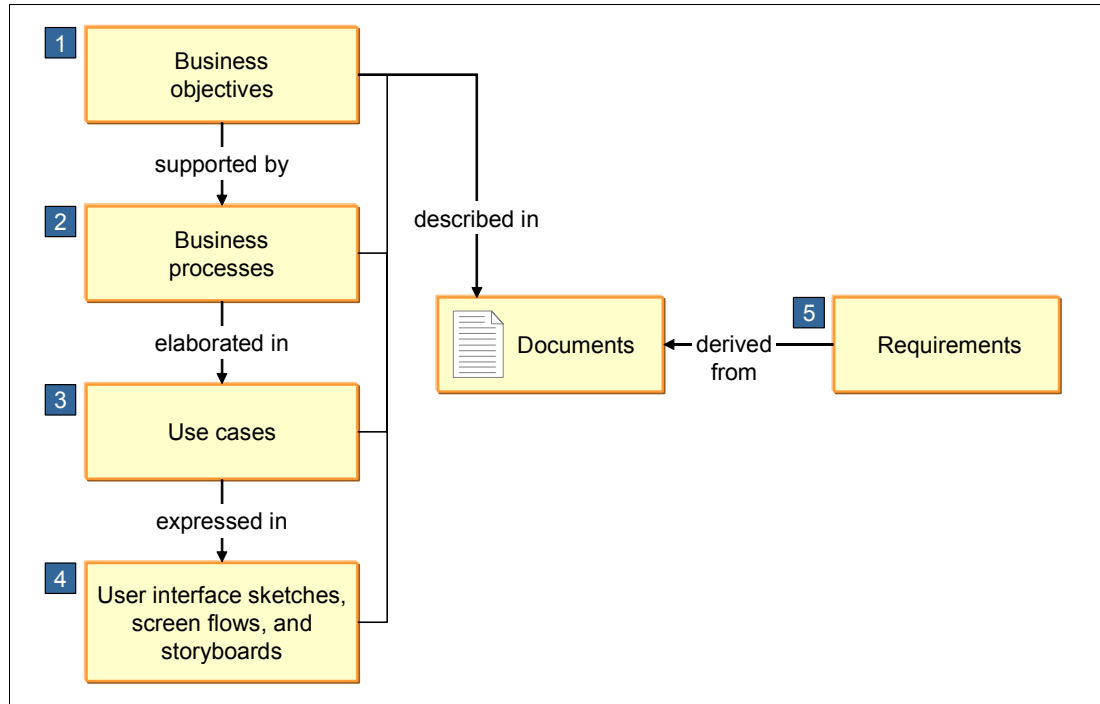 1
Business
objectives
supported by
2
Business
processes
described in
elaborated in
Documents
5
derived
from
Requirements
3
Use cases
expressed in
4
User interface sketches,
screen flows, and
storyboards